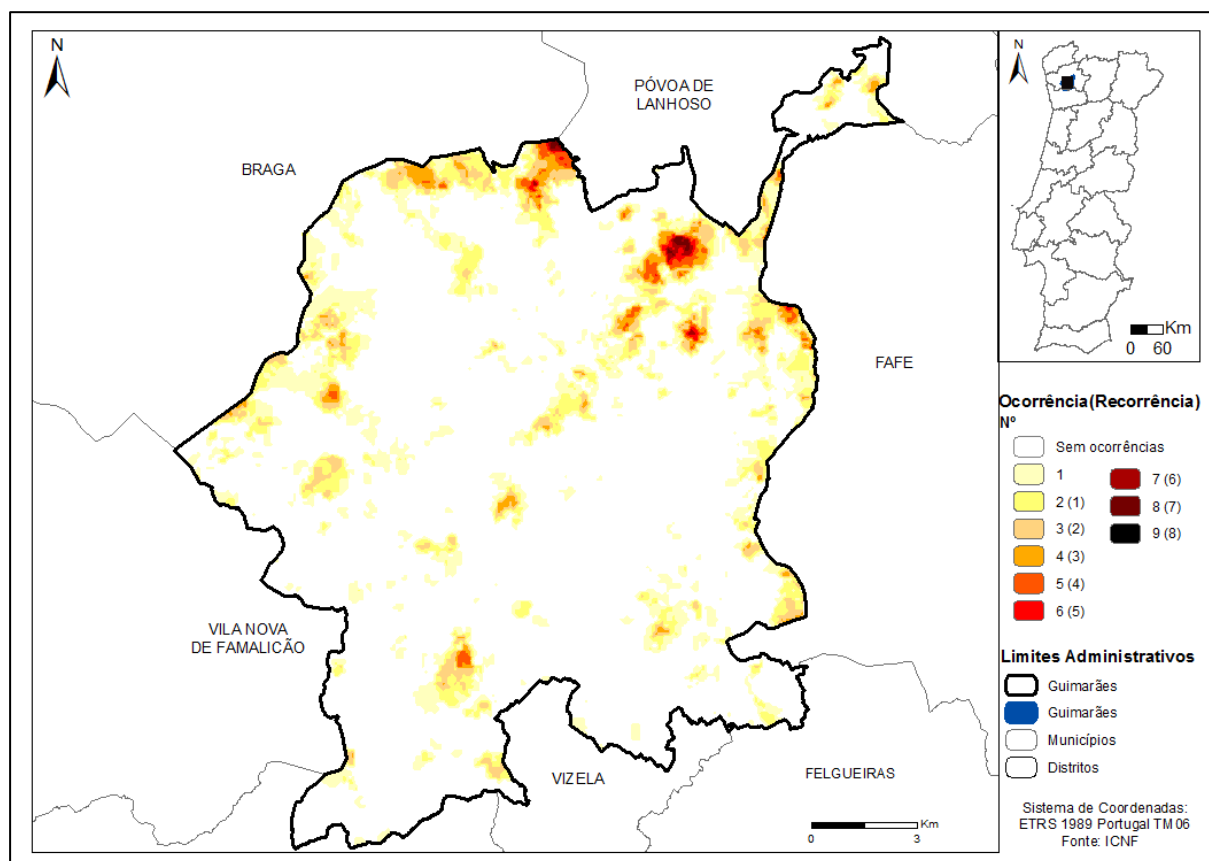 N
PÓVOA DE
LANHOSO
BRAGA
FAFE
VILA NOVA
DE FAMALICÃO
VIZELA
FELGUEIRAS
Km
0 3
N
Km
0 60
Ocorrência(Recorrência)
Nº
Sem ocorrências
1
2 (1)
3 (2)
4 (3)
5 (4)
6 (5)
7 (6)
8 (7)
9 (8)
Limites Administrativos
Guimarães
Guimarães
Municípios
Distritos
Sistema de Coordenadas:
ETRS 1989 Portugal TM06
Fonte: ICNF